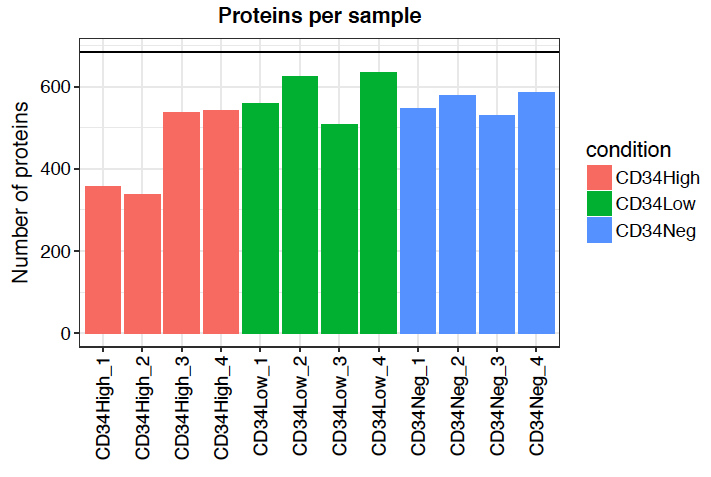 Proteins per sample
Number of proteins
600
400
200
0
CD34High_1
CD34High_2
CD34High_3
CD34High_4
CD34Low_1
CD34Low_2
CD34Low_3
CD34Low_4
CD34Neg_1
CD34Neg_2
CD34Neg_3
CD34Neg_4
condition
CD34High
CD34Low
CD34Neg